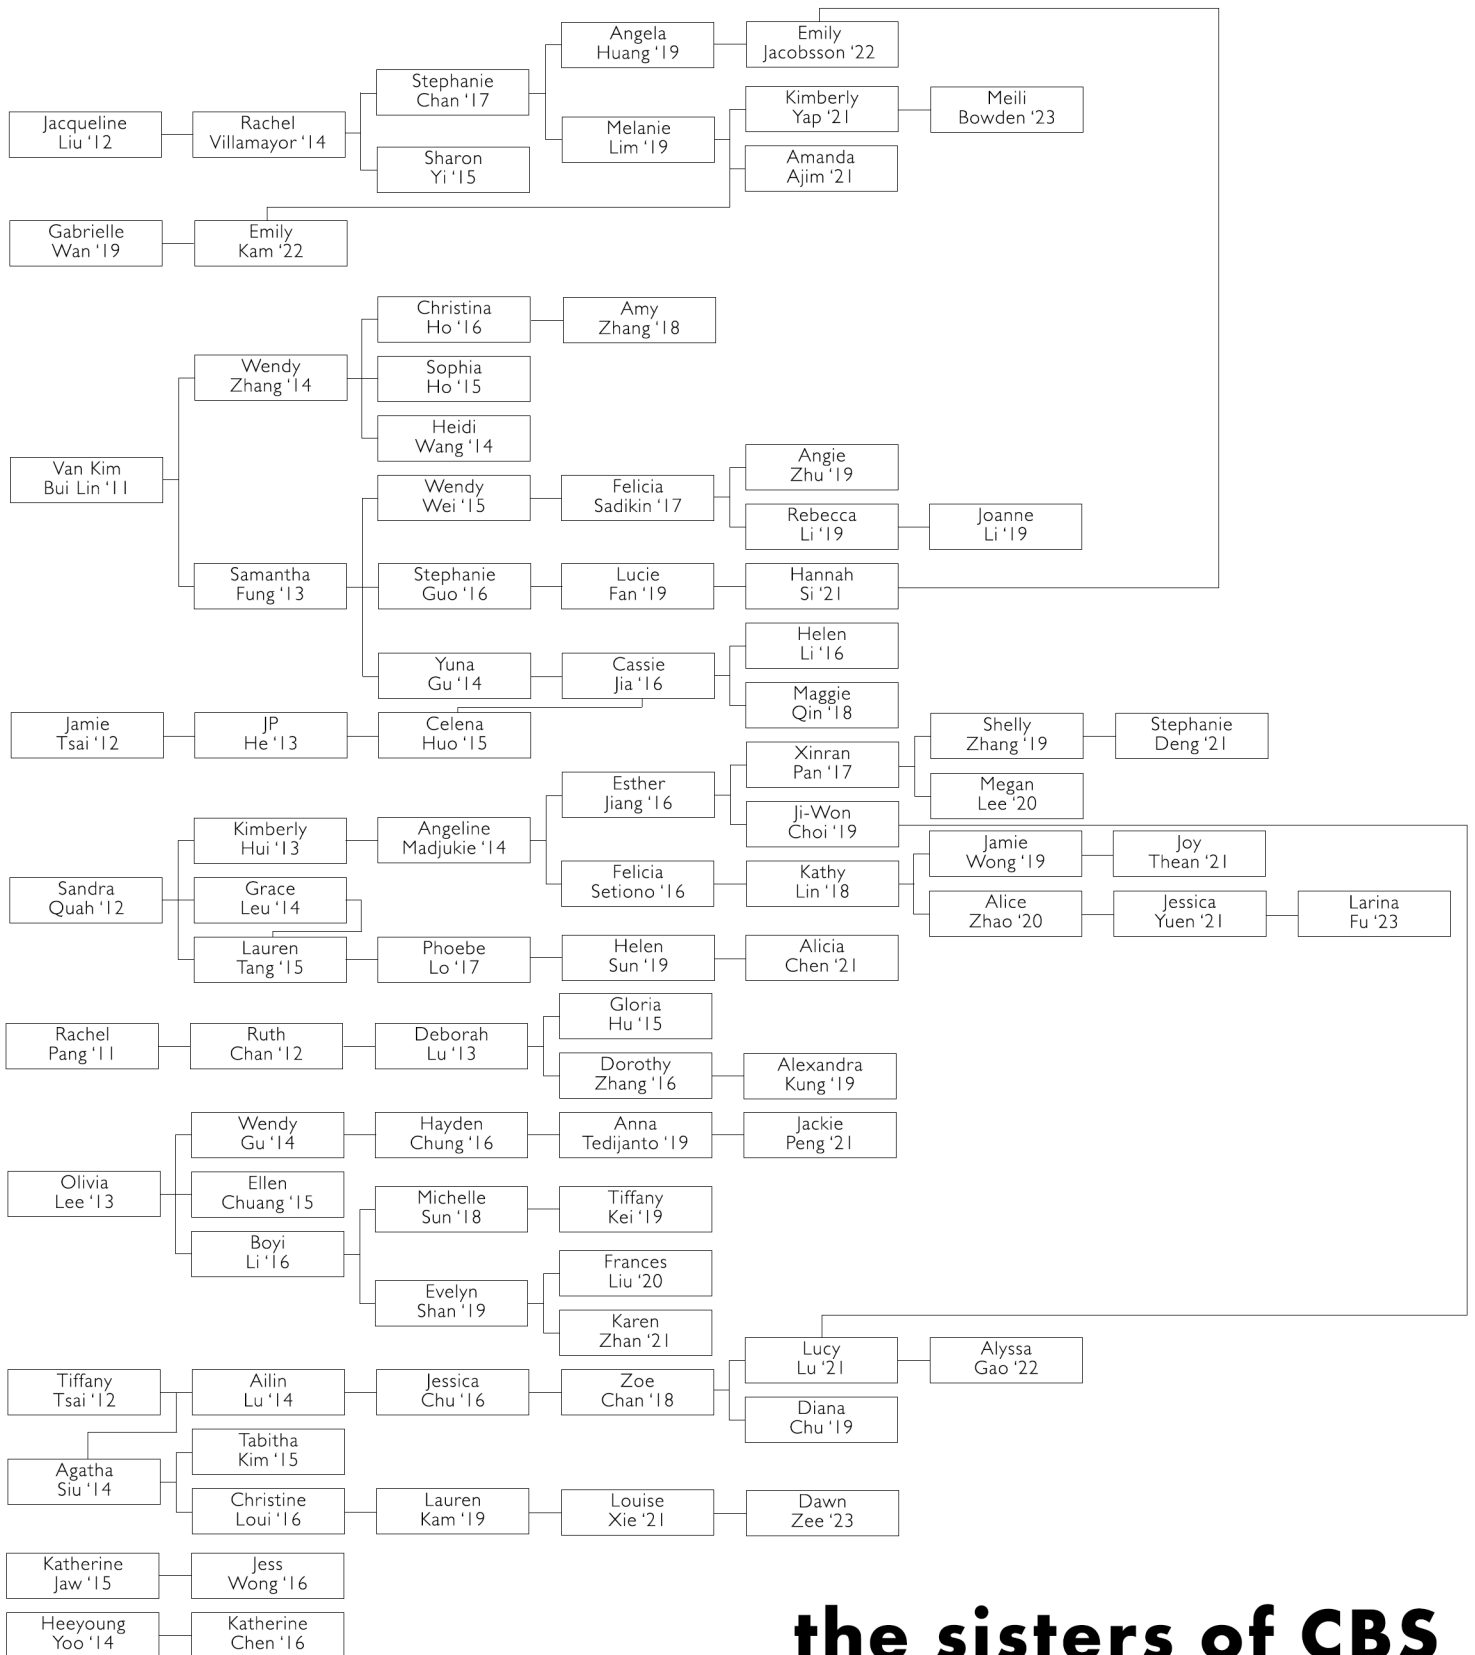 Angela
Huang ‘19
Emily
Jacobsson ‘22
Stephanie
Chan ‘17
Kimberly
Yap ‘21
Meili
Bowden ‘23
Jacqueline
Liu ‘12
Rachel
Villamayor ‘14
Melanie
Lim ‘19
Sharon
Yi ‘15
Amanda
Ajim ‘21
Gabrielle
Wan ‘19
Emily
Kam ‘22
Christina
Ho ‘16
Amy
Zhang ‘18
Wendy
Zhang ‘14
Sophia
Ho ‘15
Heidi
Wang ‘14
Van Kim
Bui Lin ‘11
Angie
Zhu ‘19
Wendy
Wei ‘15
Felicia
Sadikin ‘17
Rebecca
Li ‘19
Joanne
Li ‘19
Samantha
Fung ‘13
Stephanie
Guo ‘16
Lucie
Fan ‘19
Hannah
Si ‘21
Helen
Li ‘16
Yuna
Gu ‘14
Cassie
Jia ‘16
Maggie
Qin ‘18
Jamie
Tsai ‘12
JP
He ‘13
Celena
Huo ‘15
Shelly
Zhang ‘19
Stephanie
Deng ‘21
Xinran
Pan ‘17
Esther
Jiang ‘16
Megan
Lee ‘20
Ji-Won
Choi ‘19
Kimberly
Hui ‘13
Angeline
Madjukie ‘14
Jamie
Wong ‘19
Joy
Thean ‘21
Felicia
Setiono ‘16
Kathy
Lin ‘18
Sandra
Quah ‘12
Grace
Leu ‘14
Alice
Zhao ‘20
Jessica
Yuen ‘21
Larina
Fu ‘23
Lauren
Tang ‘15
Phoebe
Lo ‘17
Helen
Sun ‘19
Alicia
Chen ‘21
Gloria
Hu ‘15
Rachel
Pang ‘11
Ruth
Chan ‘12
Deborah
Lu ‘13
Dorothy
Zhang ‘16
Alexandra
Kung ‘19
Wendy
Gu ‘14
Hayden
Chung ‘16
Anna
Tedijanto ‘19
Jackie
Peng ‘21
Olivia
Lee ‘13
Ellen
Chuang ‘15
Michelle
Sun ‘18
Tiffany
Kei ‘19
Boyi
Li ‘16
Frances
Liu ‘20
Evelyn
Shan ‘19
Karen
Zhan ‘21
Lucy
Lu ‘21
Alyssa
Gao ‘22
Tiffany
Tsai ‘12
Ailin
Lu ‘14
Jessica
Chu ‘16
Zoe
Chan ‘18
Diana
Chu ‘19
Tabitha
Kim ‘15
Agatha
Siu ‘14
Christine
Loui ‘16
Lauren
Kam ‘19
Louise
Xie ‘21
Dawn
Zee ‘23
Katherine
Jaw ‘15
Jess
Wong ‘16
Heeyoung
Yoo ‘14
Katherine
Chen ‘16
the sisters of CBS